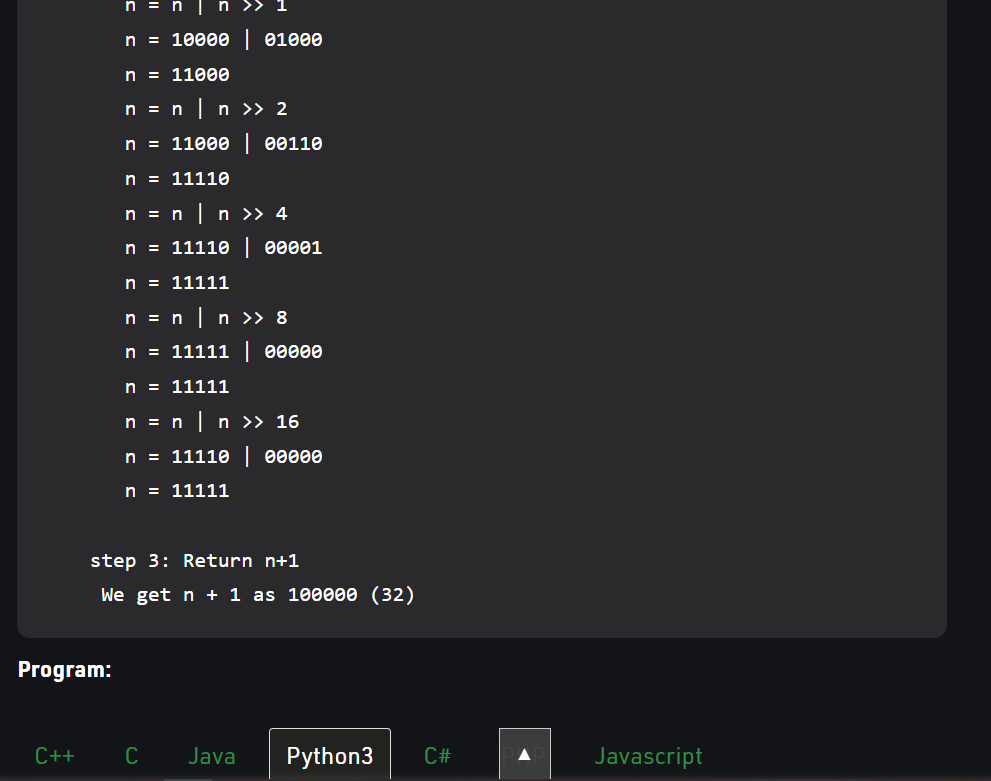 n = n | n >> 1
n = 10000 | 01000
n = 11000
n = n | n >> 2
n = 11000 | 00110
n = 11110
n = n | n >> 4
n = 11110 | 00001
n = 11111
n = n | n >> 8
n = 11111 | 00000
n = 11111
n = n | n >> 16
n = 11110 | 00000
n = 11111
step 3: Return n+1
We get n + 1 as 100000 (32)
Program:
C++ C Java Python3 C# Javascript